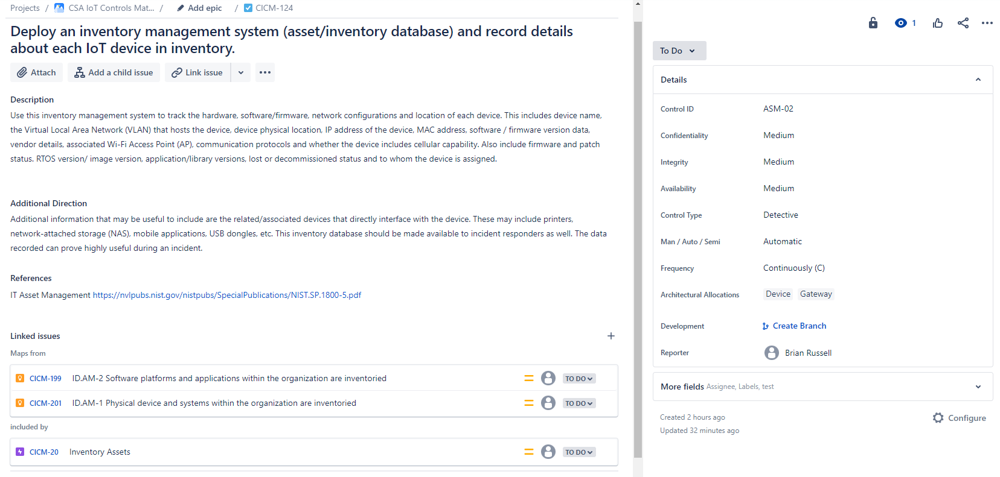 Projects / CSA IoT Controls Mat... / Add epic / CICM-124
Deploy an inventory management system (asset/inventory database) and record details
about each IoT device in inventory.
Attach Add a child issue Link issue
Description
Use this inventory management system to track the hardware, software/firmware, network configurations and location of each device. This includes device name,
the Virtual Local Area Network (VLAN) that hosts the device, device physical location, IP address of the device, MAC address, software / firmware version data,
vendor details, associated Wi-Fi Access Point (AP), communication protocols and whether the device includes cellular capability. Also include firmware and patch
status. RTOS version/ image version, application/library versions, lost or decommissioned status and to whom the device is assigned.
Additional Direction
Additional information that may be useful to include are the related/associated devices that directly interface with the device. These may include printers,
network-attached storage (NAS), mobile applications, USB dongles, etc. This inventory database should be made available to incident responders as well. The data
recorded can prove highly useful during an incident.
References
IT Asset Management https://nvlpubs.nist.gov/nistpubs/SpecialPublications/NIST.SP.1800-5.pdf
Linked issues
Maps from
CICM-199 ID.AM-2 Software platforms and applications within the organization are inventoried TO DO
CICM-201 ID.AM-1 Physical device and systems within the organization are inventoried TO DO
included by
CICM-20 Inventory Assets TO DO
1
To Do
Details
Control ID ASM-02
Confidentiality Medium
Integrity Medium
Availability Medium
Control Type Detective
Man / Auto / Semi Automatic
Frequency Continuously (C)
Architectural Allocations Device Gateway
Development Create Branch
Reporter Brian Russell
More fields Assignee, Labels, test
Created 2 hours ago
Configure
Updated 32 minutes ago